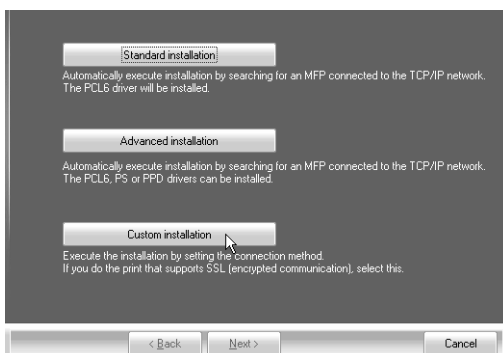 Standard installation
Automatically execute installation by searching for an MFP connected to the TCP/IP network.
The PCL6 driver will be installed.
Advanced installation
Automatically execute installation by searching for an MFP connected to the TCP/IP network.
The PCL6, PS or PPD drivers can be installed.
Custom installation
Execute the installation by setting the connection method.
If you do the print that supports SSL (encrypted communication), select this.
< Back Next > Cancel